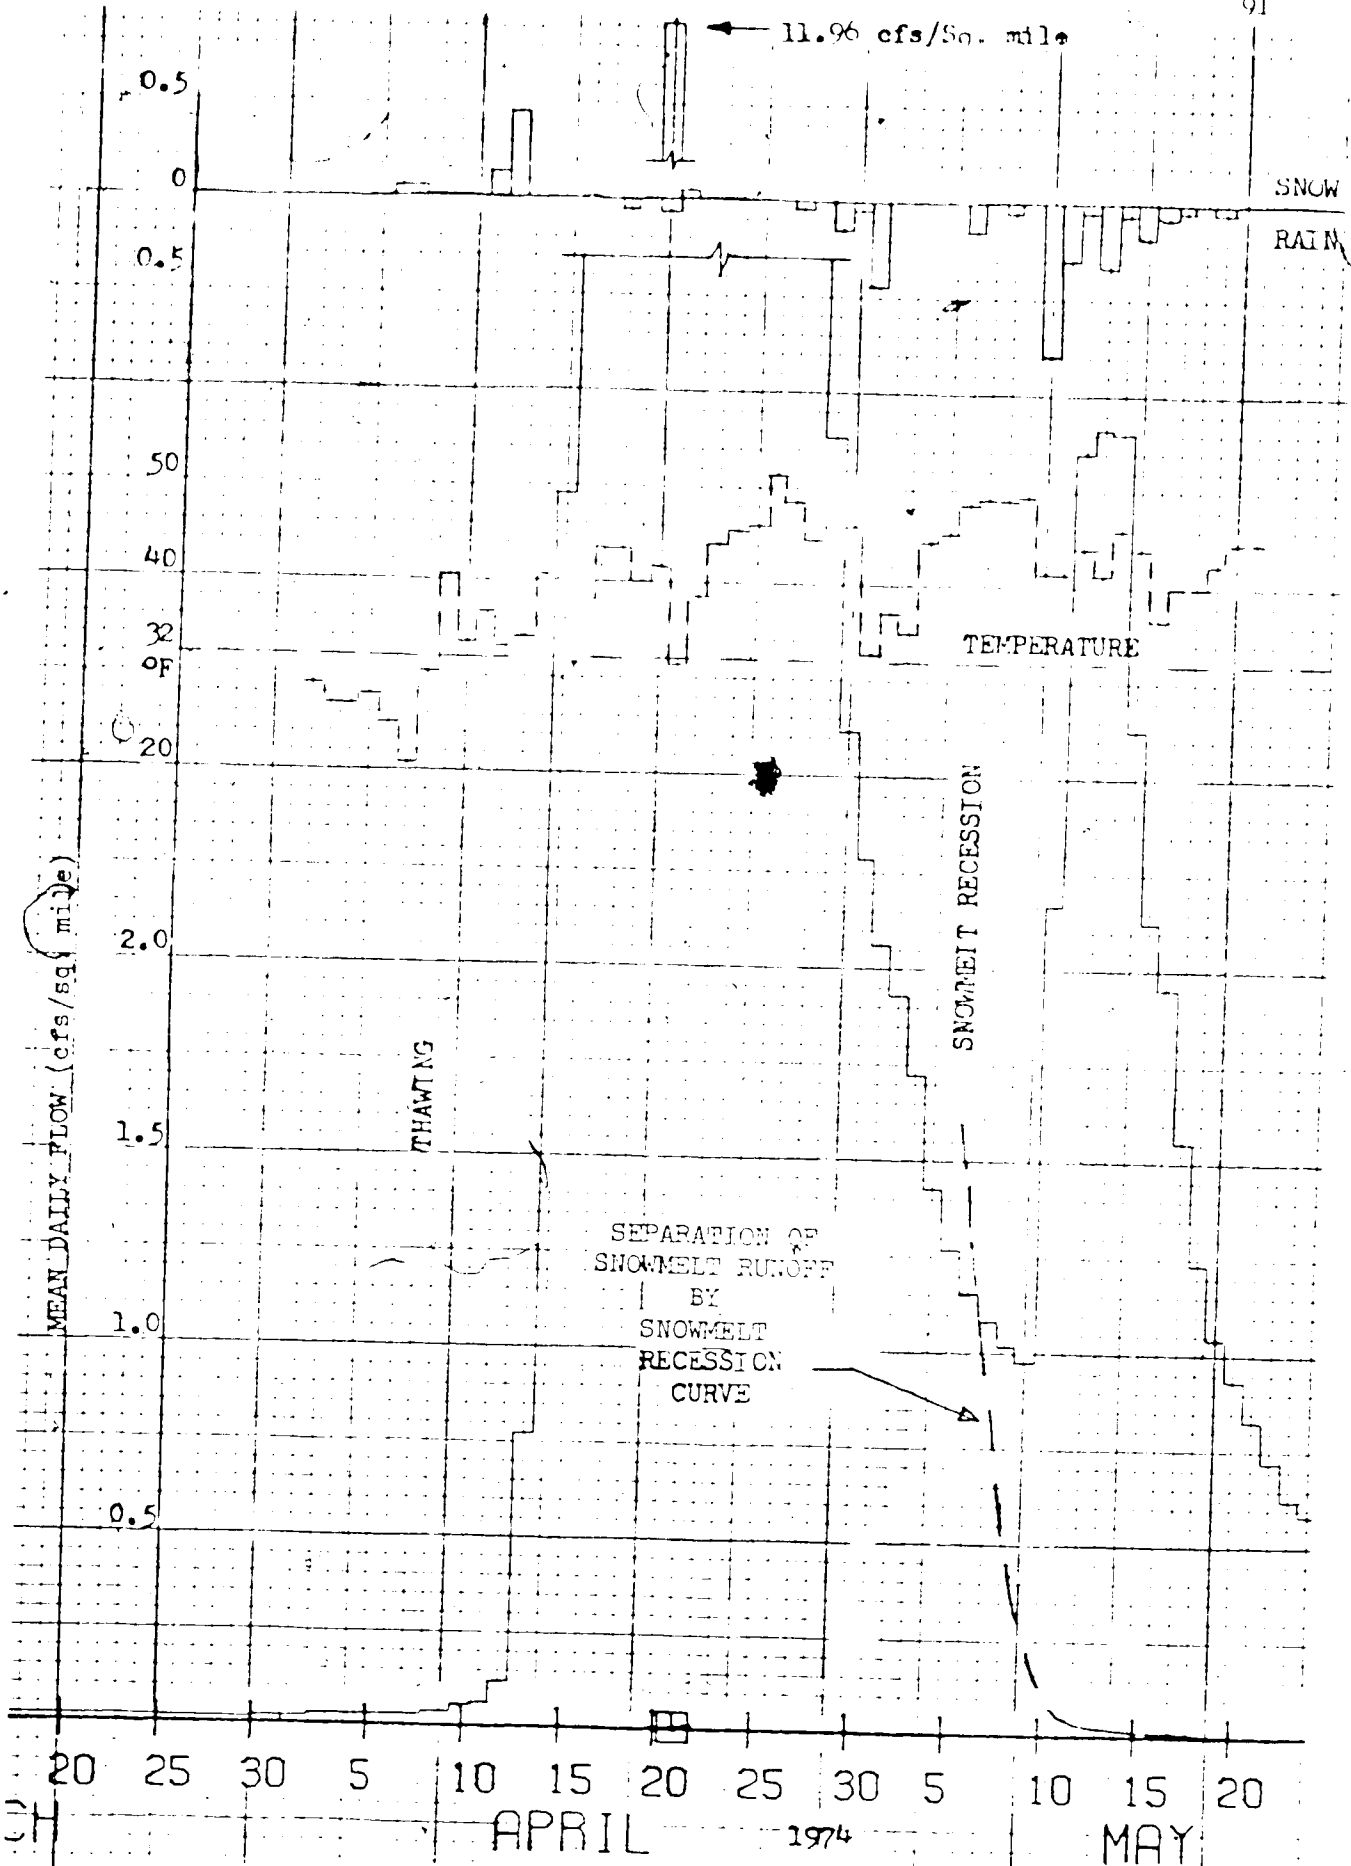 91
11.96 cfs/Sq. mile
0.5
0
SNOW
RAIN
0.5
50
40
32
°F
TEMPERATURE
20
SNOWMELT RECESSION
MEAN DAILY FLOW (cfs/sq. mile)
2.0
THAWING
1.5
SEPARATION OF
SNOWMELT RUNOFF
BY
SNOWMELT
RECESSION
CURVE
1.0
0.5
20 25 30 5 10 15 20 25 30 5 10 15 20
CH APRIL 1974 MAY